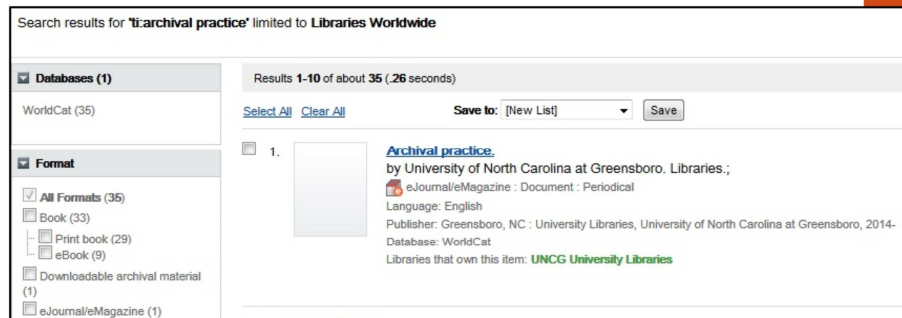 Search results for 'ti:archival practice' limited to Libraries Worldwide
Databases (1)
WorldCat (35)
Format
All Formats (35)
Book (33)
Print book (29)
eBook (9)
Downloadable archival material
(1)
eJournal/eMagazine (1)
Results 1-10 of about 35 (.26 seconds)
Select All Clear All Save to: [New List] Save
1. Archival practice.
by University of North Carolina at Greensboro. Libraries.;
eJournal/eMagazine : Document : Periodical
Language: English
Publisher: Greensboro, NC : University Libraries, University of North Carolina at Greensboro, 2014-
Database: WorldCat
Libraries that own this item: UNCG University Libraries